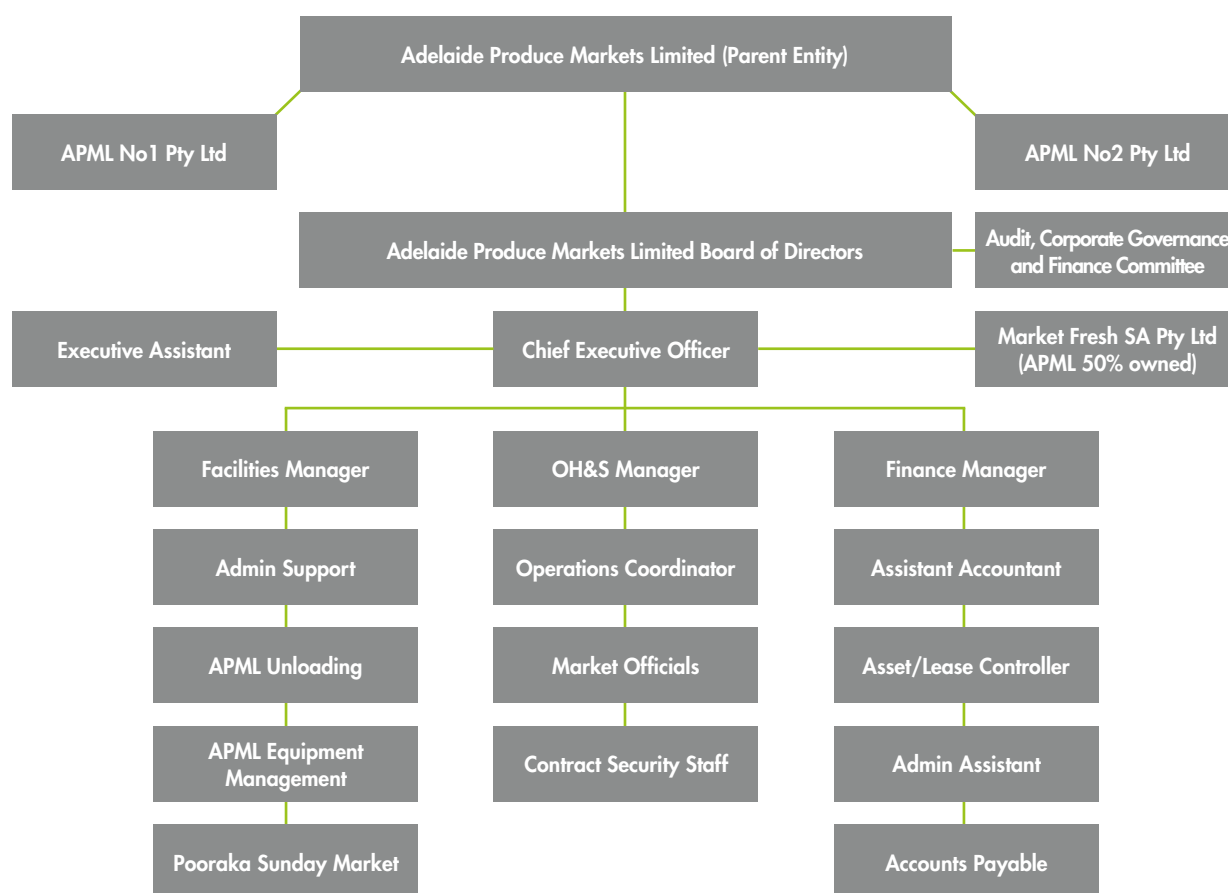 Adelaide Produce Markets Limited (Parent Entity)
APML No1 Pty Ltd
APML No2 Pty Ltd
Adelaide Produce Markets Limited Board of Directors
Audit, Corporate Governance
and Finance Committee
Executive Assistant
Chief Executive Officer
Market Fresh SA Pty Ltd
(APML 50% owned)
Facilities Manager
OH&S Manager
Finance Manager
Admin Support
Operations Coordinator
Assistant Accountant
APML Unloading
Market Officials
Asset/Lease Controller
APML Equipment
Management
Contract Security Staff
Admin Assistant
Pooraka Sunday Market
Accounts Payable